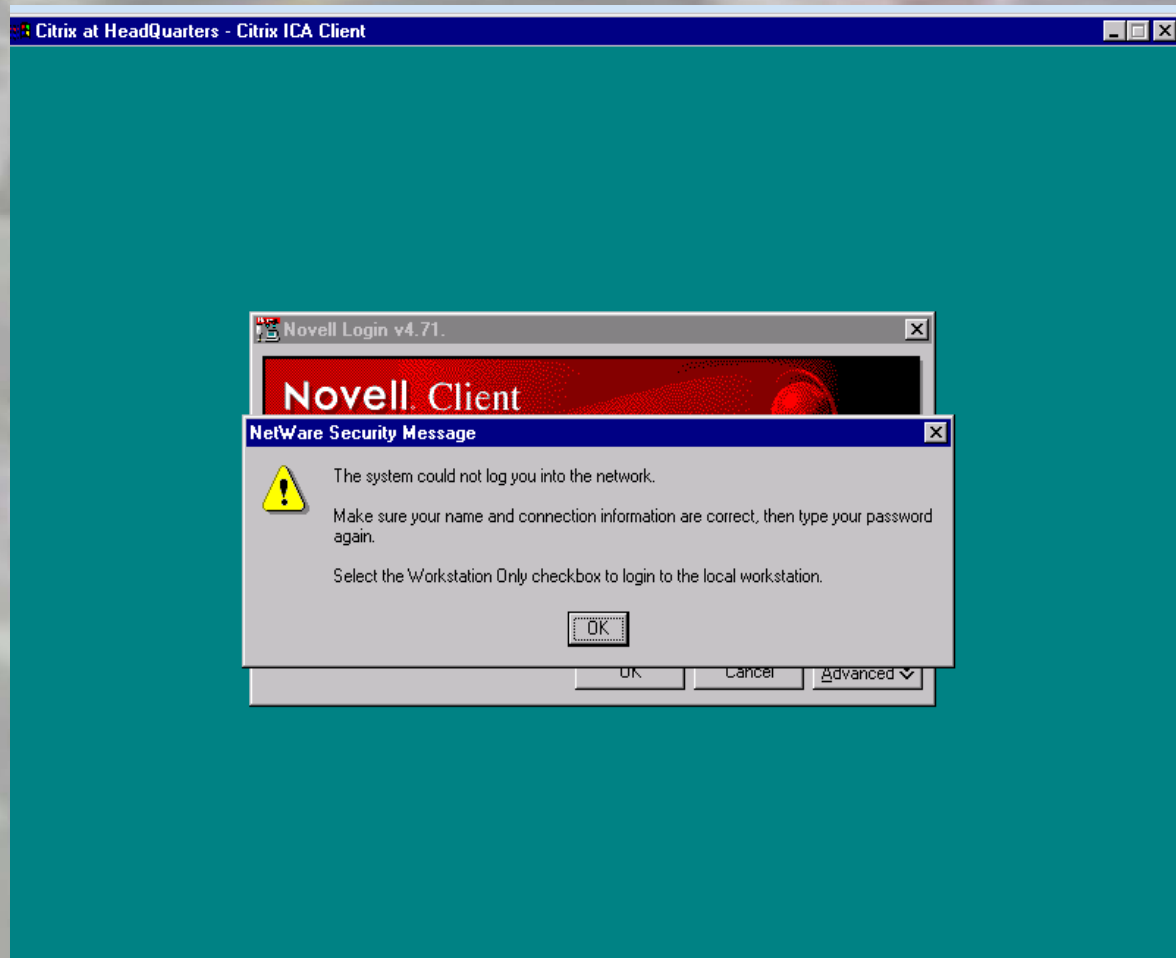 Citrix at HeadQuarters - Citrix ICA Client
Novell Login v4.71.
Novell. Client
NetWare Security Message
The system could not log you into the network.
Make sure your name and connection information are correct, then type your password
again.
Select the Workstation Only checkbox to login to the local workstation.
OK
OK Cancel Advanced